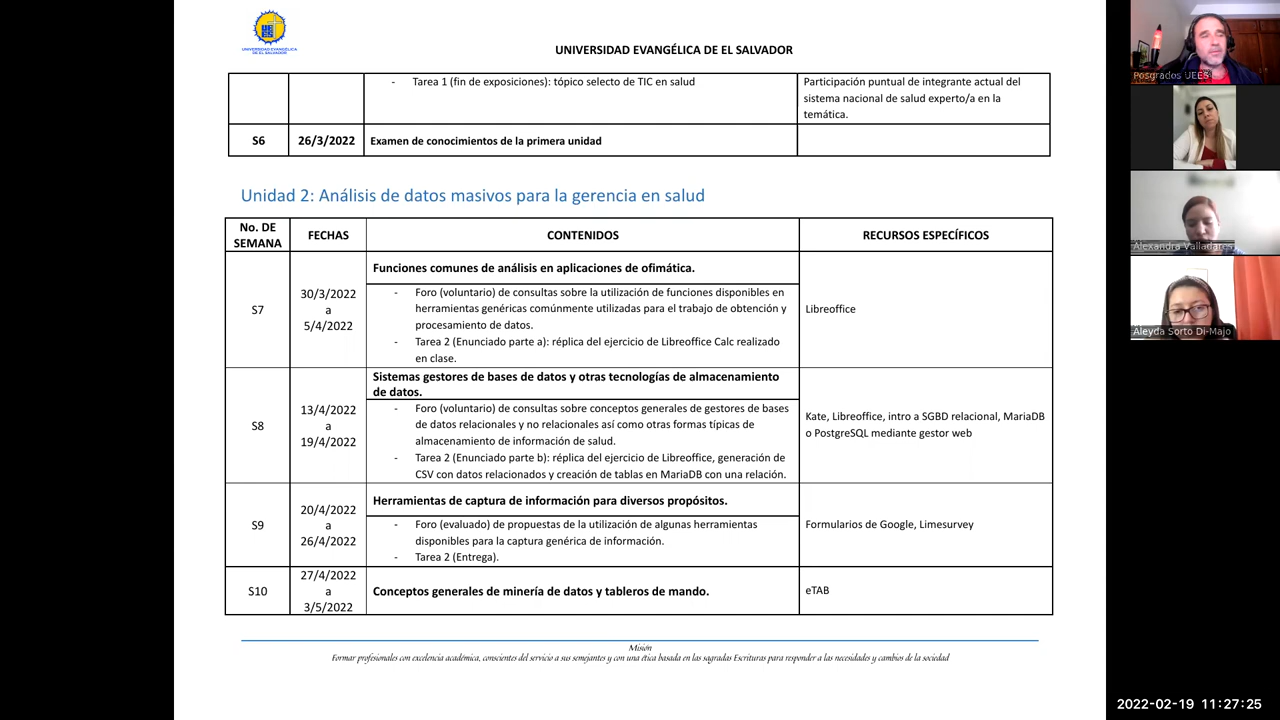 UNIVERSIDAD EVANGÉLICA
DE EL SALVADOR
UNIVERSIDAD EVANGÉLICA DE EL SALVADOR
- Tarea 1 (fin de exposiciones): tópico selecto de TIC en salud
Participación puntual de integrante actual del
sistema nacional de salud experto/a en la
temática.
S6
26/3/2022
Examen de conocimientos de la primera unidad
Unidad 2: Análisis de datos masivos para la gerencia en salud
No. DE
SEMANA
FECHAS
CONTENIDOS
RECURSOS ESPECÍFICOS
S7
30/3/2022
a
5/4/2022
Funciones comunes de análisis en aplicaciones de ofimática.
- Foro (voluntario) de consultas sobre la utilización de funciones disponibles en
herramientas genéricas comúnmente utilizadas para el trabajo de obtención y
procesamiento de datos.
- Tarea 2 (Enunciado parte a): réplica del ejercicio de Libreoffice Calc realizado
en clase.
Libreoffice
S8
13/4/2022
a
19/4/2022
Sistemas gestores de bases de datos y otras tecnologías de almacenamiento
de datos.
- Foro (voluntario) de consultas sobre conceptos generales de gestores de bases
de datos relacionales y no relacionales así como otras formas típicas de
almacenamiento de información de salud.
- Tarea 2 (Enunciado parte b): réplica del ejercicio de Libreoffice, generación de
CSV con datos relacionados y creación de tablas en MariaDB con una relación.
Kate, Libreoffice, intro a SGBD relacional, MariaDB
o PostgreSQL mediante gestor web
S9
20/4/2022
a
26/4/2022
Herramientas de captura de información para diversos propósitos.
- Foro (evaluado) de propuestas de la utilización de algunas herramientas
disponibles para la captura genérica de información.
- Tarea 2 (Entrega).
Formularios de Google, Limesurvey
S10
27/4/2022
a
3/5/2022
Conceptos generales de minería de datos y tableros de mando.
eTAB
Misión
Formar profesionales con excelencia académica, conscientes del servicio a sus semejantes y con una ética basada en las sagradas Escrituras para responder a las necesidades y cambios de la sociedad
Posgrados UEES
Alexandra Valladares
Aleyda Sorto Di-Majo
2022-02-19 11:27:25